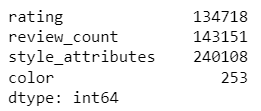 rating 134718
review_count 143151
style_attributes 240108
color 253
dtype: int64